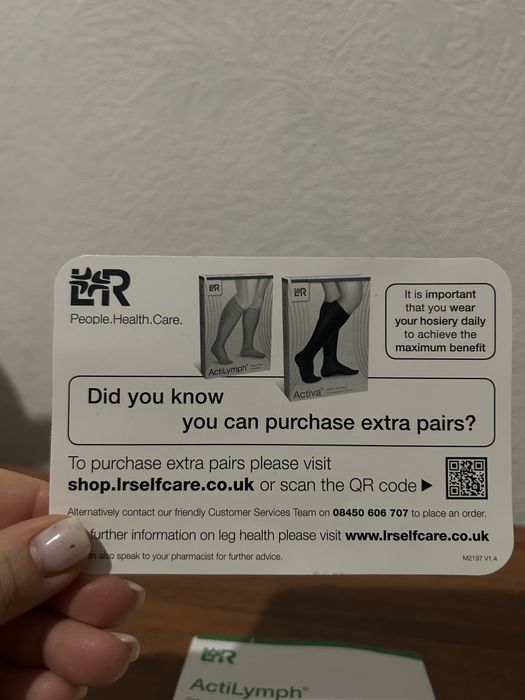 L&R
People.Health.Care.
L&R
ActiLymph®
L&R
Activa®
It is important
that you wear
your hosiery daily
to achieve the
maximum benefit
Did you know
you can purchase extra pairs?
To purchase extra pairs please visit
shop.lrselfcare.co.uk or scan the QR code
Alternatively contact our friendly Customer Services Team on 08450 606 707 to place an order.
further information on leg health please visit www.lrselfcare.co.uk
also speak to your pharmacist for further advice.
M2197 V1.4
L&R
ActiLymph®